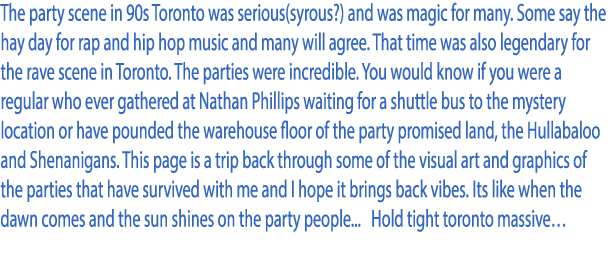 The party scene in 90s Toronto was serious(syrous?) and was magic for many. Some say the
hay day for rap and hip hop music and many will agree. That time was also legendary for
the rave scene in Toronto. The parties were incredible. You would know if you were a
regular who ever gathered at Nathan Phillips waiting for a shuttle bus to the mystery
location or have pounded the warehouse floor of the party promised land, the Hullabaloo
and Shenanigans. This page is a trip back through some of the visual art and graphics of
the parties that have survived with me and I hope it brings back vibes. Its like when the
dawn comes and the sun shines on the party people... Hold tight toronto massive…